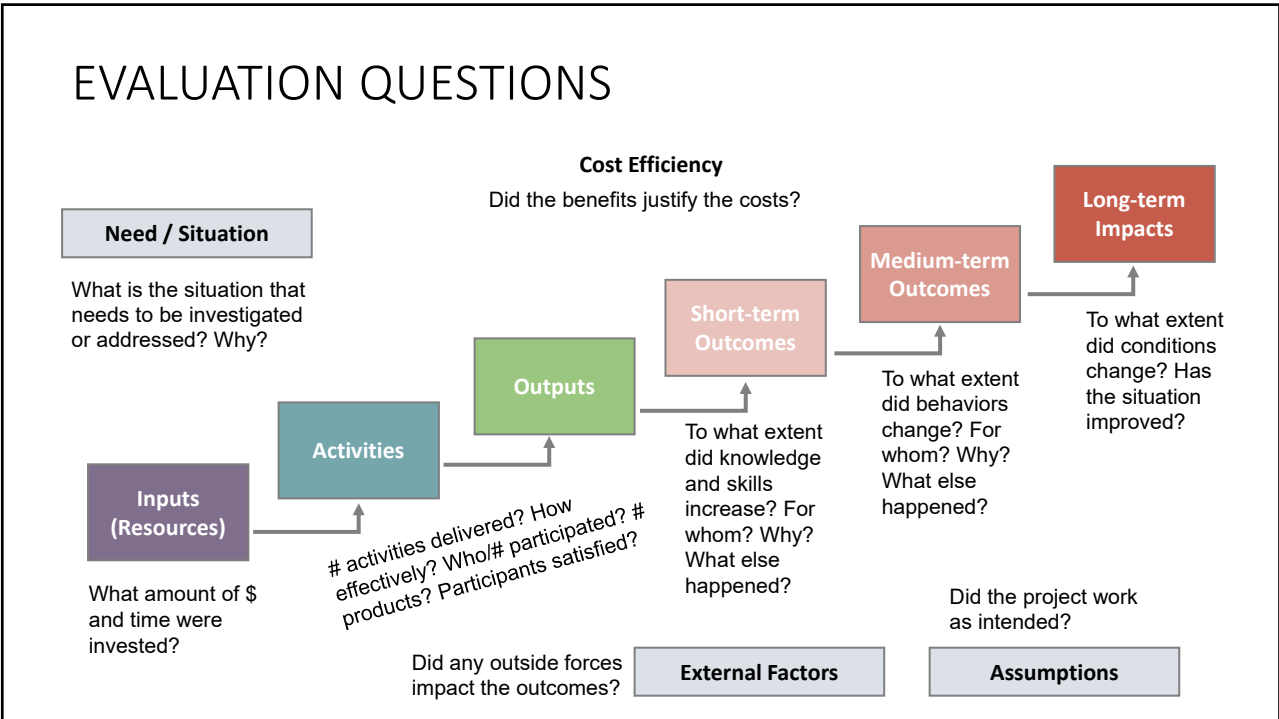 EVALUATION QUESTIONS
Cost Efficiency
Did the benefits justify the costs?
Need / Situation
What is the situation that
needs to be investigated
or addressed? Why?
Inputs
(Resources)
What amount of $
and time were
invested?
Activities
Outputs
# activities delivered? How
effectively? Who/# participated? #
products? Participants satisfied?
Short-term
Outcomes
To what extent
did knowledge
and skills
increase? For
whom? Why?
What else
happened?
Medium-term
Outcomes
To what extent
did behaviors
change? For
whom? Why?
What else
happened?
Long-term
Impacts
To what extent
did conditions
change? Has
the situation
improved?
Did any outside forces
impact the outcomes?
External Factors
Did the project work
as intended?
Assumptions